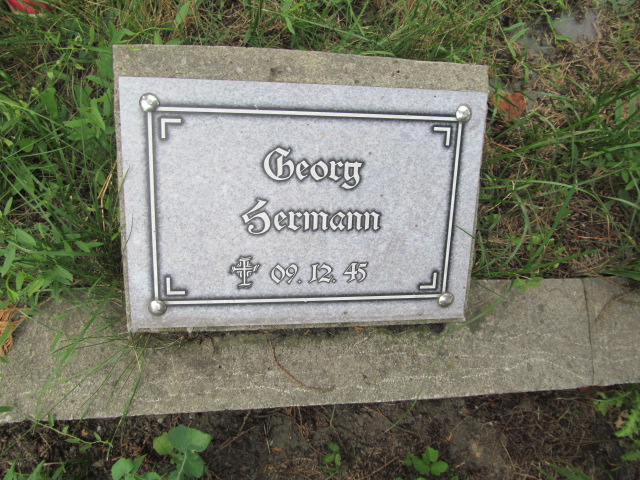 Georg
Hermann
✠ 09. 12. 45